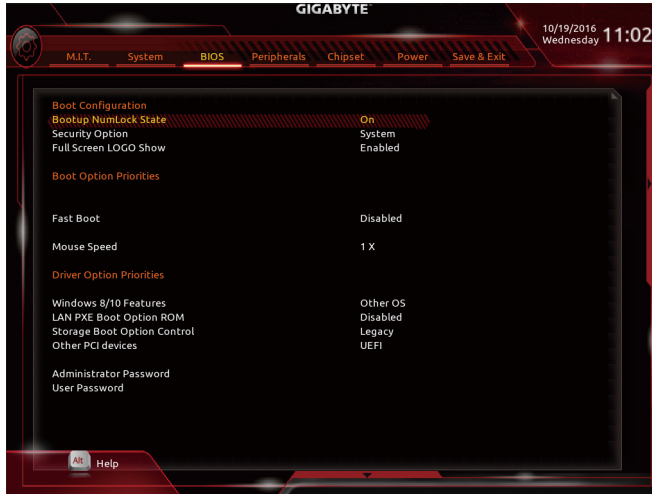 GIGABYTE™
10/19/2016
Wednesday
11:02
M.I.T. System BIOS Peripherals Chipset Power Save & Exit
Boot Configuration
Bootup NumLock State On
Security Option System
Full Screen LOGO Show Enabled
Boot Option Priorities
Fast Boot Disabled
Mouse Speed 1 X
Driver Option Priorities
Windows 8/10 Features Other OS
LAN PXE Boot Option ROM Disabled
Storage Boot Option Control Legacy
Other PCI devices UEFI
Administrator Password
User Password
Alt Help